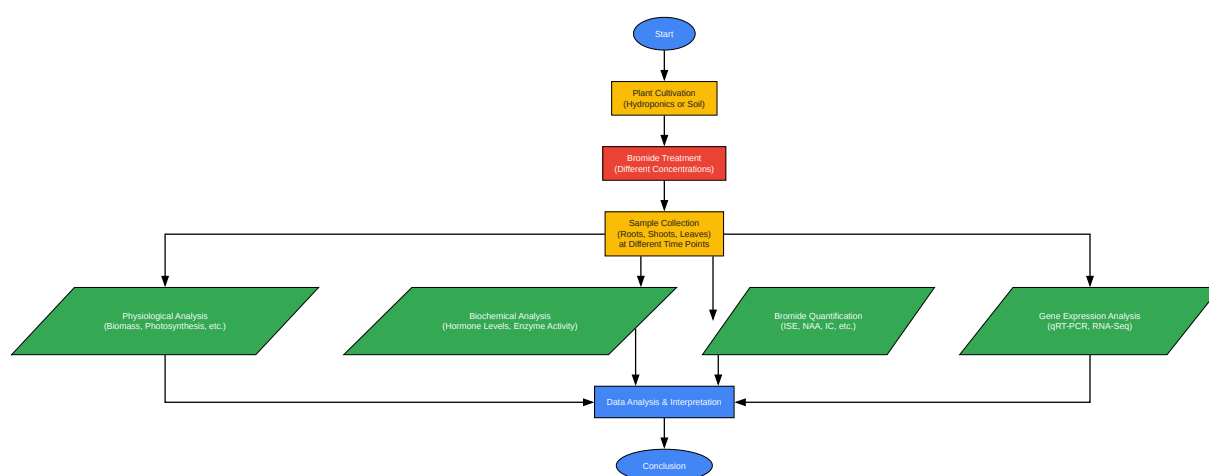 Start
Plant Cultivation
(Hydroponics or Soil)
Bromide Treatment
(Different Concentrations)
Sample Collection
(Roots, Shoots, Leaves)
at Different Time Points
Physiological Analysis
(Biomass, Photosynthesis, etc.)
Biochemical Analysis
(Hormone Levels, Enzyme Activity)
Bromide Quantification
(ISE, NAA, IC, etc.)
Gene Expression Analysis
(qRT-PCR, RNA-Seq)
Data Analysis & Interpretation
Conclusion